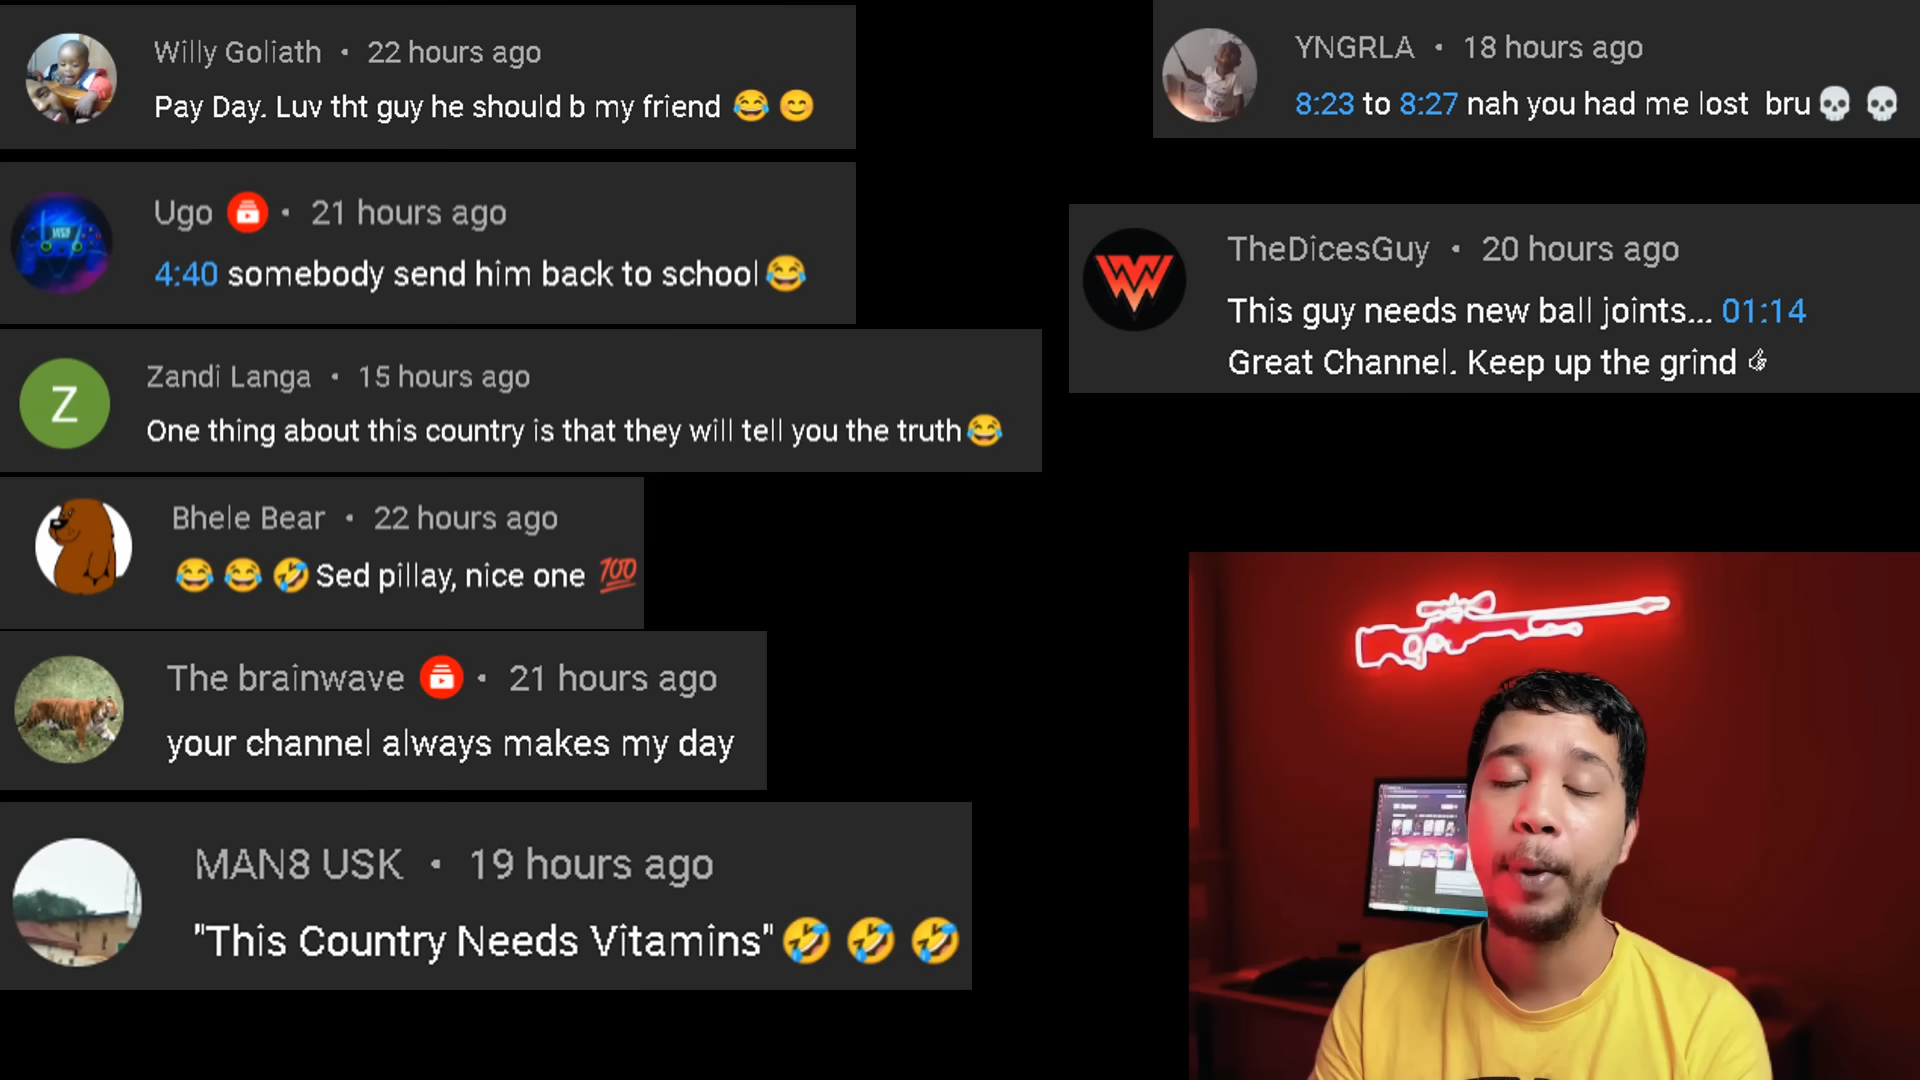 Willy Goliath • 22 hours ago
Pay Day. Luv tht guy he should b my friend 😂 😊
Ugo • 21 hours ago
4:40 somebody send him back to school 😂
Z
Zandi Langa • 15 hours ago
One thing about this country is that they will tell you the truth 😂
Bhele Bear • 22 hours ago
😂 😂 🤣 Sed pillay, nice one 💯
The brainwave • 21 hours ago
your channel always makes my day
MAN8 USK • 19 hours ago
"This Country Needs Vitamins" 🤣 🤣 🤣
YNGRLA • 18 hours ago
8:23 to 8:27 nah you had me lost bru 💀 💀
TheDicesGuy • 20 hours ago
This guy needs new ball joints... 01:14
Great Channel. Keep up the grind 👍